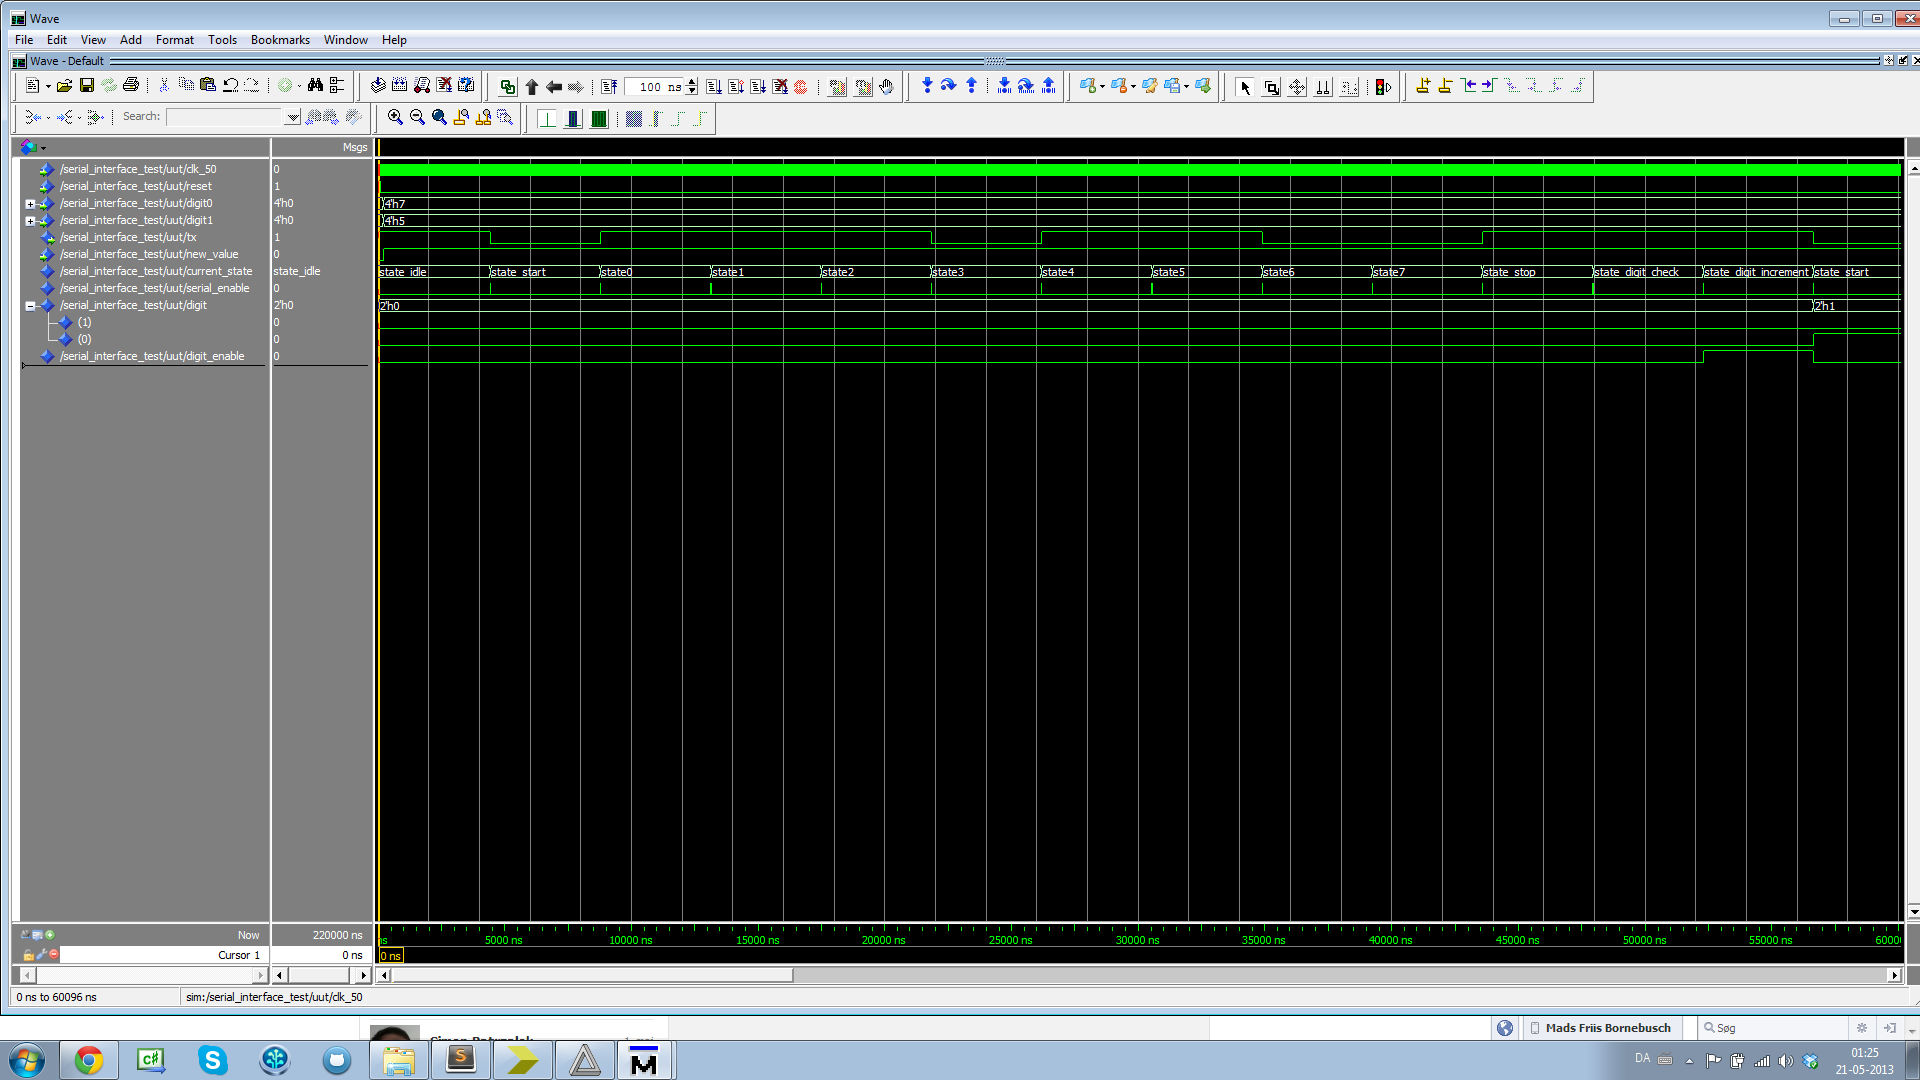 Wave
File Edit View Add Format Tools Bookmarks Window Help
Wave - Default
100 ns
Search:
Msgs
/serial_interface_test/uut/clk_50 0
/serial_interface_test/uut/reset 1
/serial_interface_test/uut/digit0 4'h0 4'h7
/serial_interface_test/uut/digit1 4'h0 4'h5
/serial_interface_test/uut/tx 1
/serial_interface_test/uut/new_value 0
/serial_interface_test/uut/current_state state_idle state_idle state_start state0 state1 state2 state3 state4 state5 state6 state7 state_stop state_digit_check state_digit_increment state_start
/serial_interface_test/uut/serial_enable 0
/serial_interface_test/uut/digit 2'h0 2'h0 2'h1
(1) 0
(0) 0
/serial_interface_test/uut/digit_enable 0
Now 220000 ns ns 5000 ns 10000 ns 15000 ns 20000 ns 25000 ns 30000 ns 35000 ns 40000 ns 45000 ns 50000 ns 55000 ns 60000
Cursor 1 0 ns 0 ns
0 ns to 60096 ns sim:/serial_interface_test/uut/clk_50
Mads Friis Bornebusch Søg
C#
S
M
DA
01:25
21-05-2013